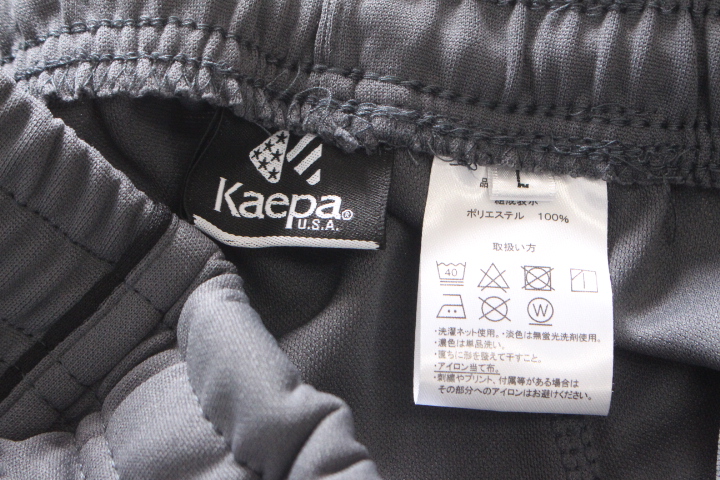 Kaepa®
U.S.A.
品
L
組成表示
ポリエステル 100%
取扱い方
40
W
・洗濯ネット使用。・淡色は無蛍光洗剤使用。
・濃色は単品洗い。
・直ちに形を整えて干すこと。
・アイロン当て布。
・刺繍やプリント、付属等がある場合は
その部分へのアイロンはお避けください。